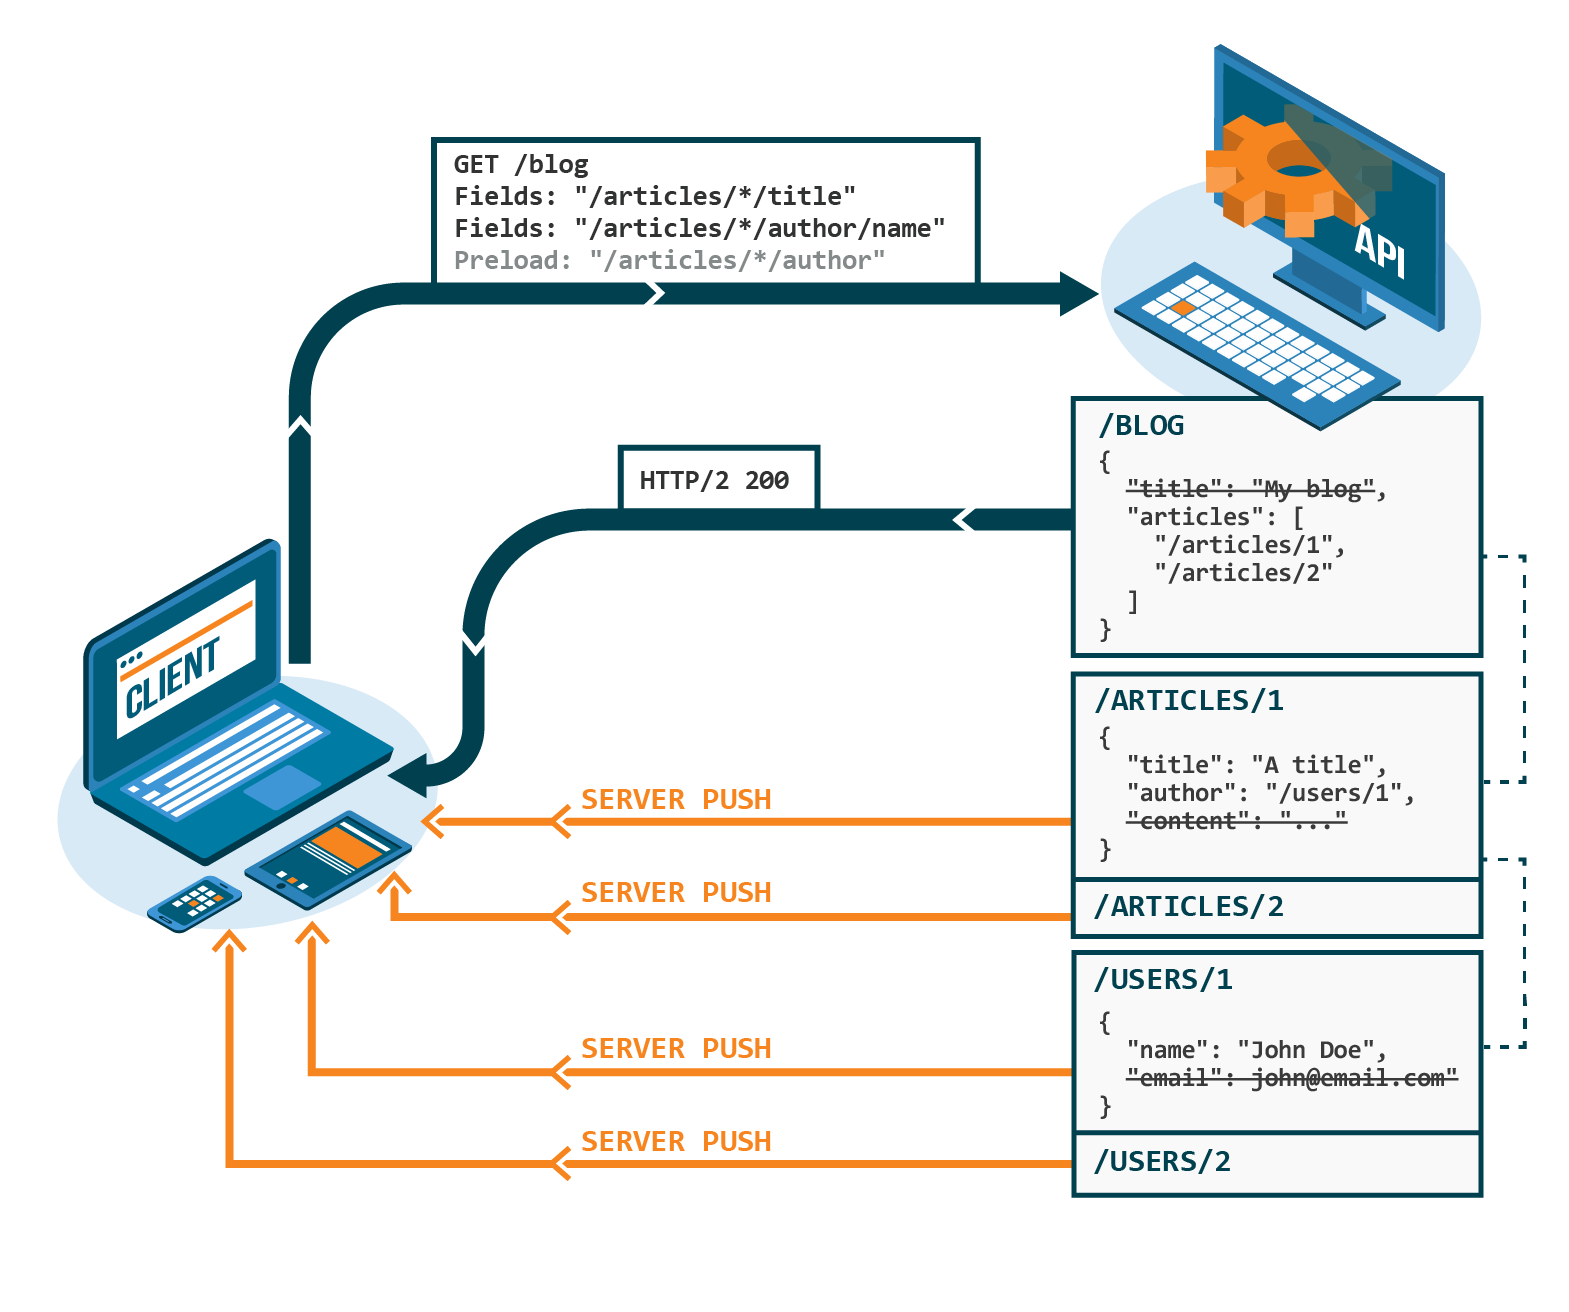 GET /blog
Fields: "/articles/*/title"
Fields: "/articles/*/author/name"
Preload: "/articles/*/author"
API
/BLOG
{
"title": "My blog",
"articles": [
"/articles/1",
"/articles/2"
]
}
HTTP/2 200
CLIENT
/ARTICLES/1
{
"title": "A title",
"author": "/users/1",
"content": "..."
}
SERVER PUSH
/ARTICLES/2
SERVER PUSH
/USERS/1
{
"name": "John Doe",
"email": john@email.com"
}
SERVER PUSH
/USERS/2
SERVER PUSH